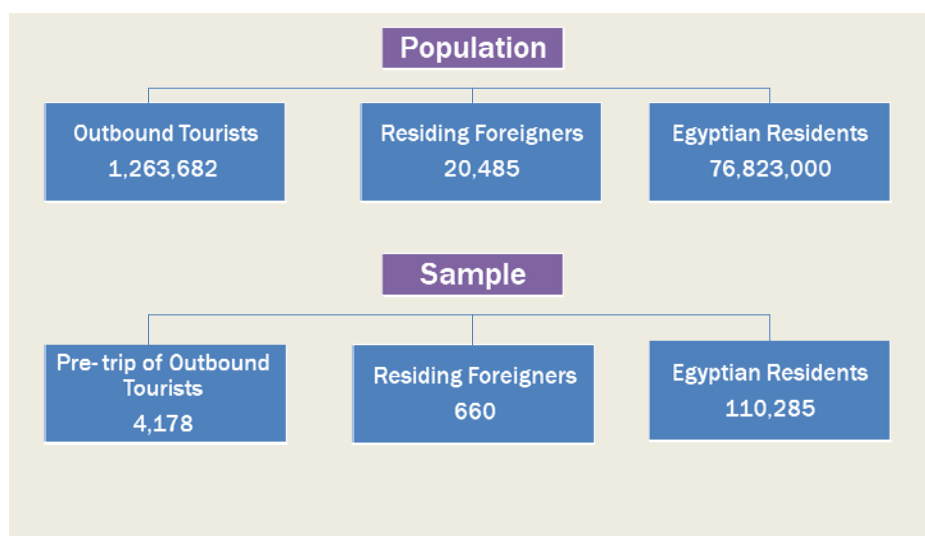 Population
Outbound Tourists
1,263,682
Residing Foreigners
20,485
Egyptian Residents
76,823,000
Sample
Pre-trip of Outbound
Tourists
4,178
Residing Foreigners
660
Egyptian Residents
110,285